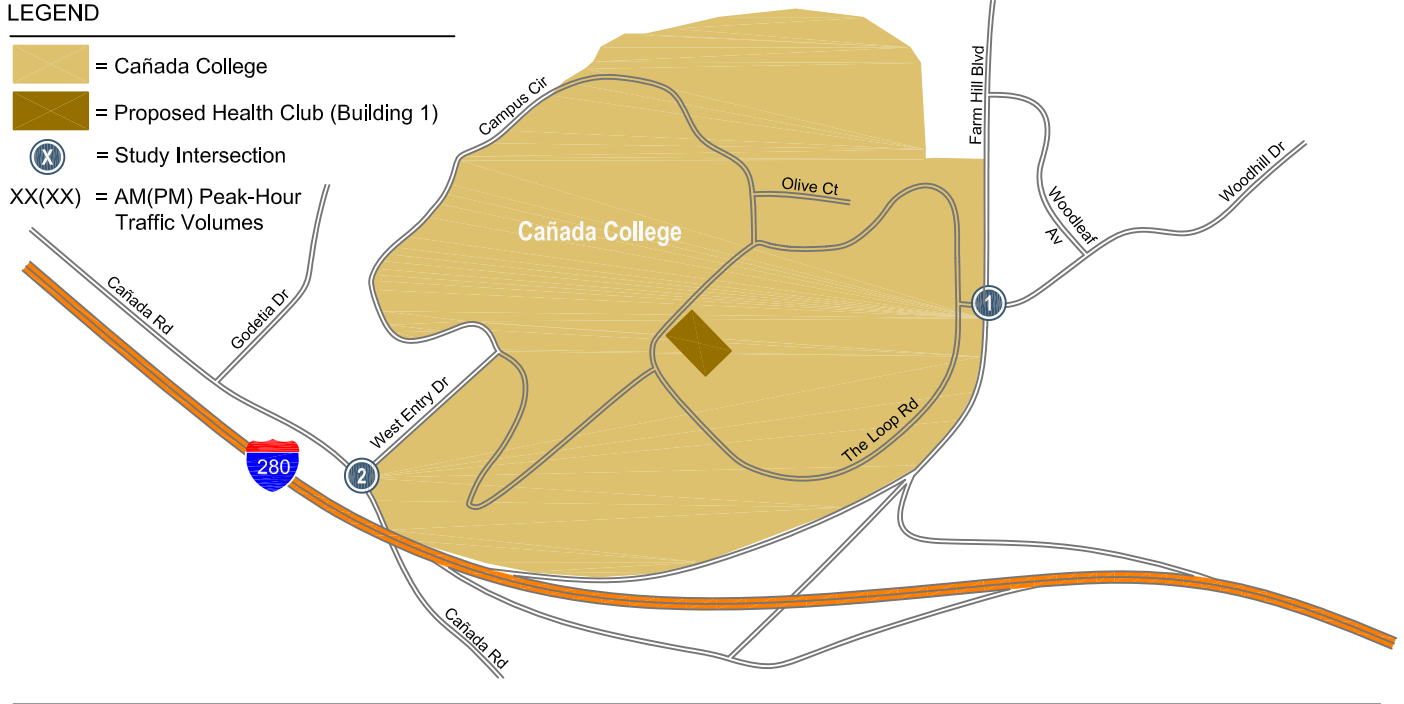 LEGEND
= Cañada College
= Proposed Health Club (Building 1)
X
= Study Intersection
XX(XX) = AM(PM) Peak-Hour
Traffic Volumes
Campus Cir
Farm Hill Blvd
Olive Ct
Woodhill Dr
Woodleaf
Av
Cañada College
Cañada Rd
Godetia Dr
1
West Entry Dr
The Loop Rd
280
2
Cañada Rd